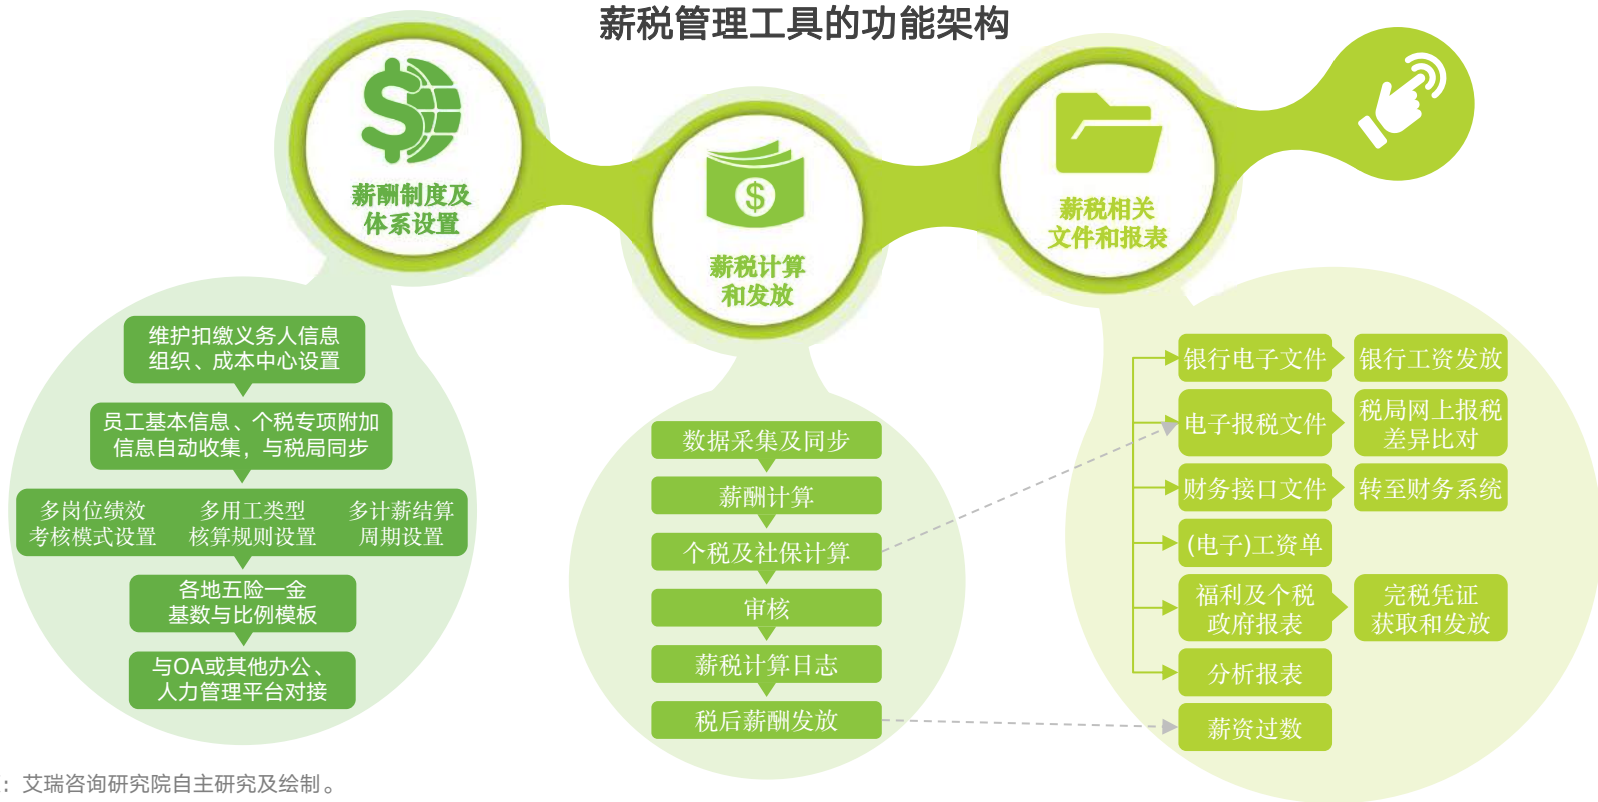 薪税管理工具的功能架构
薪酬制度及
体系设置
薪税计算
和发放
薪税相关
文件和报表
维护扣缴义务人信息
组织、成本中心设置
员工基本信息、个税专项附加
信息自动收集，与税局同步
多岗位绩效
考核模式设置
多用工类型
核算规则设置
多计薪结算
周期设置
各地五险一金
基数与比例模板
与OA或其他办公、
人力管理平台对接
数据采集及同步
薪酬计算
个税及社保计算
审核
薪税计算日志
税后薪酬发放
银行电子文件
银行工资发放
电子报税文件
税局网上报税
差异比对
财务接口文件
转至财务系统
(电子)工资单
福利及个税
政府报表
完税凭证
获取和发放
分析报表
薪资过数
：艾瑞咨询研究院自主研究及绘制。